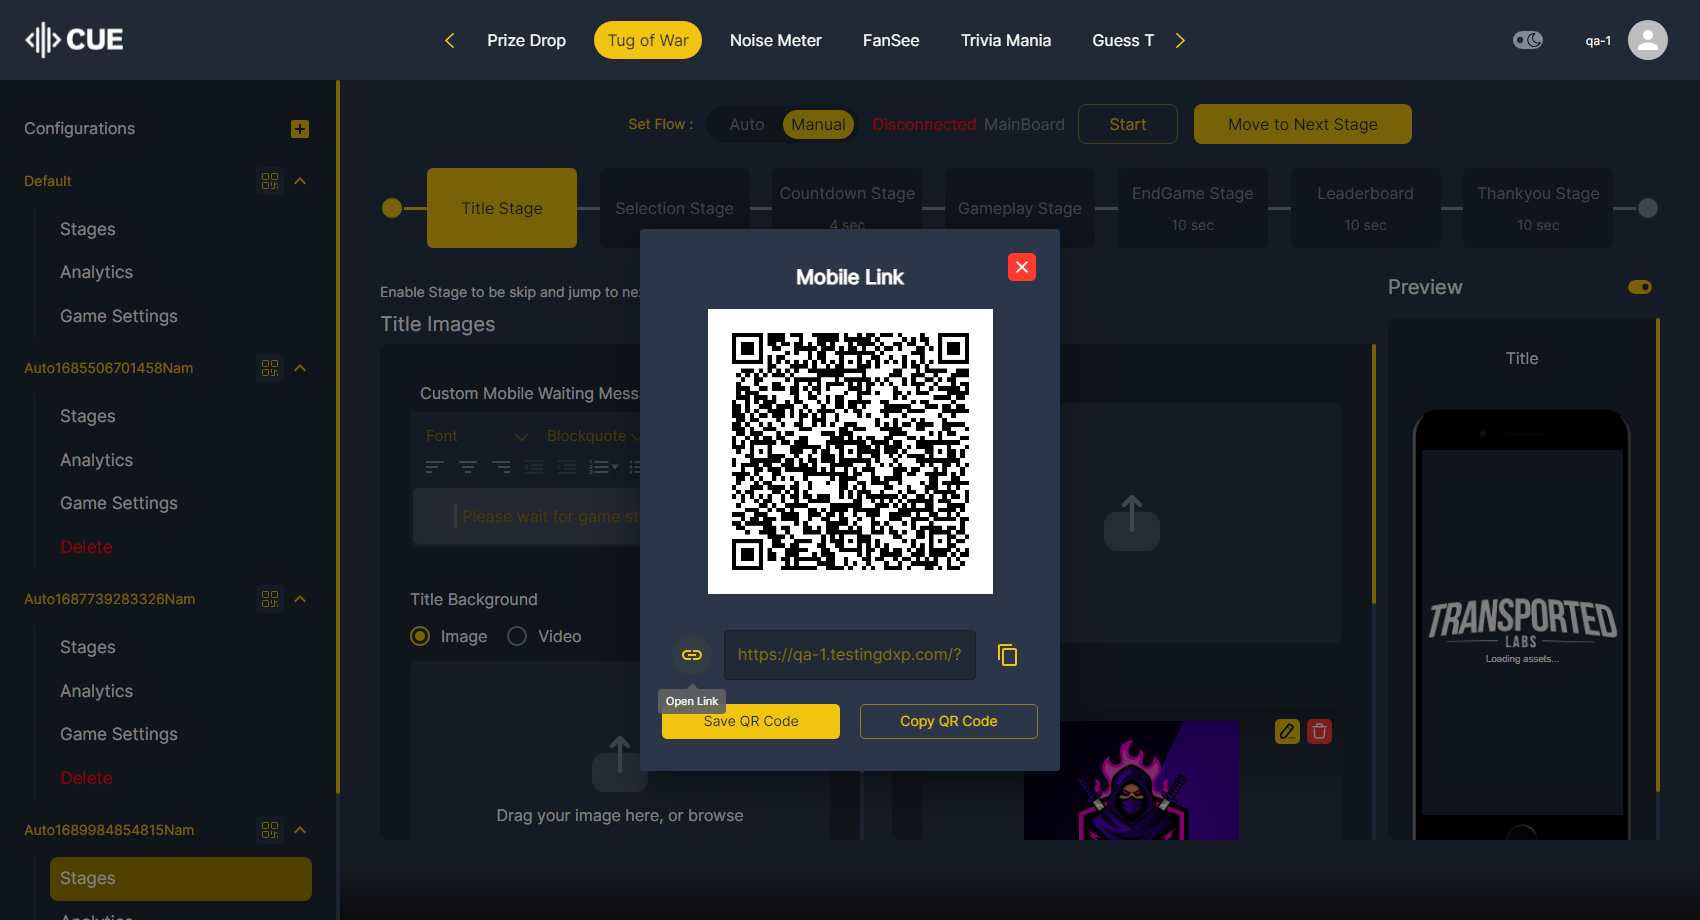 CUE
Prize Drop
Tug of War
Noise Meter
FanSee
Trivia Mania
Guess T
qa-1
Configurations
Default
Stages
Analytics
Game Settings
Auto1685506701458Nam
Stages
Analytics
Game Settings
Delete
Auto1687739283326Nam
Stages
Analytics
Game Settings
Delete
Auto1689984854815Nam
Stages
Analytics
Set Flow :
Auto
Manual
Disconnected MainBoard
Start
Move to Next Stage
Title Stage
Selection Stage
Countdown Stage
4 sec
Gameplay Stage
EndGame Stage
10 sec
Leaderboard
10 sec
Thankyou Stage
10 sec
Enable Stage to be skip and jump to ne
Title Images
Custom Mobile Waiting Mess
Font
Blockquote
Please wait for game st
Title Background
Image
Video
Drag your image here, or browse
Mobile Link
https://qa-1.testingdxp.com/?
Open Link
Save QR Code
Copy QR Code
Preview
Title
TRANSPORTED
LABS
Loading assets...